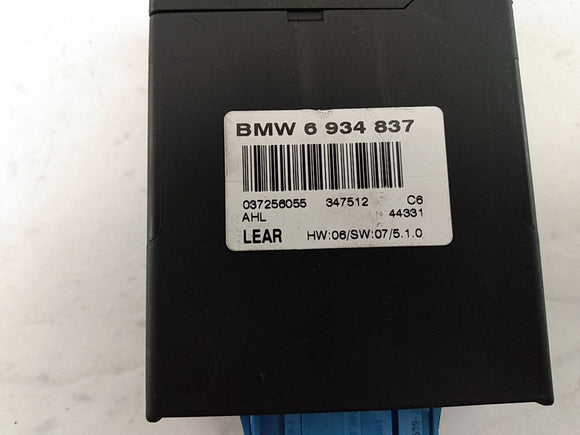 BMW 6 934 837
037256055 347512 C6
AHL 44331
LEAR HW:06/SW:07/5.1.0